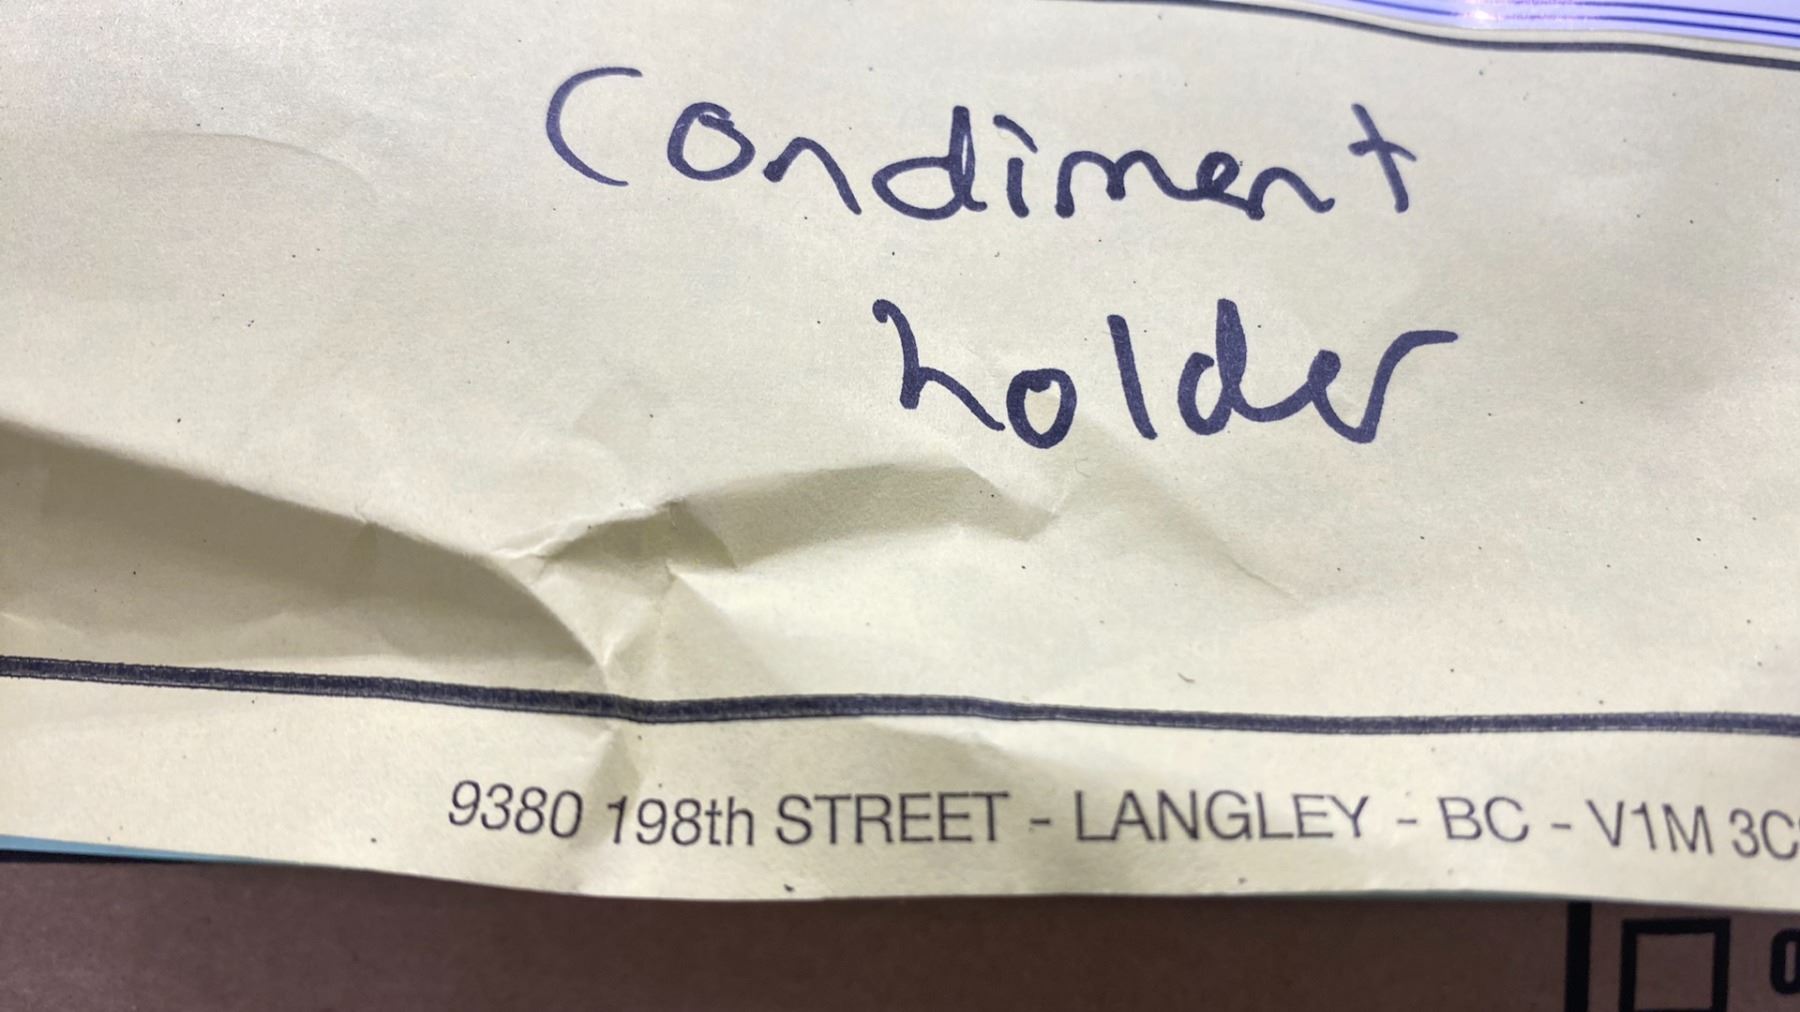 Condiment
holder
9380 198th STREET - LANGLEY - BC - V1M